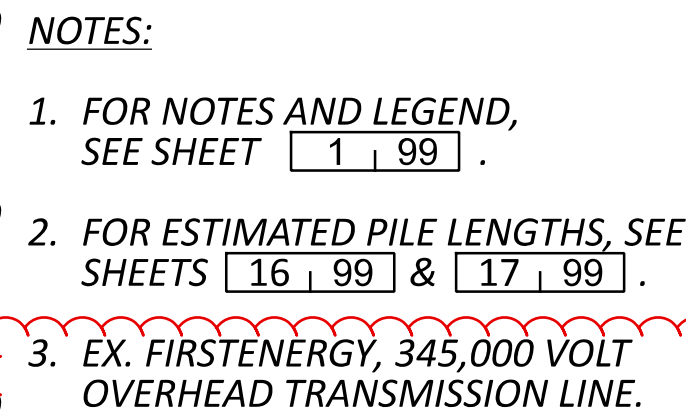 NOTES:
1. FOR NOTES AND LEGEND,
SEE SHEET 1 99 .
2. FOR ESTIMATED PILE LENGTHS, SEE
SHEETS 16 99 & 17 99 .
3. EX. FIRSTENERGY, 345,000 VOLT
OVERHEAD TRANSMISSION LINE.